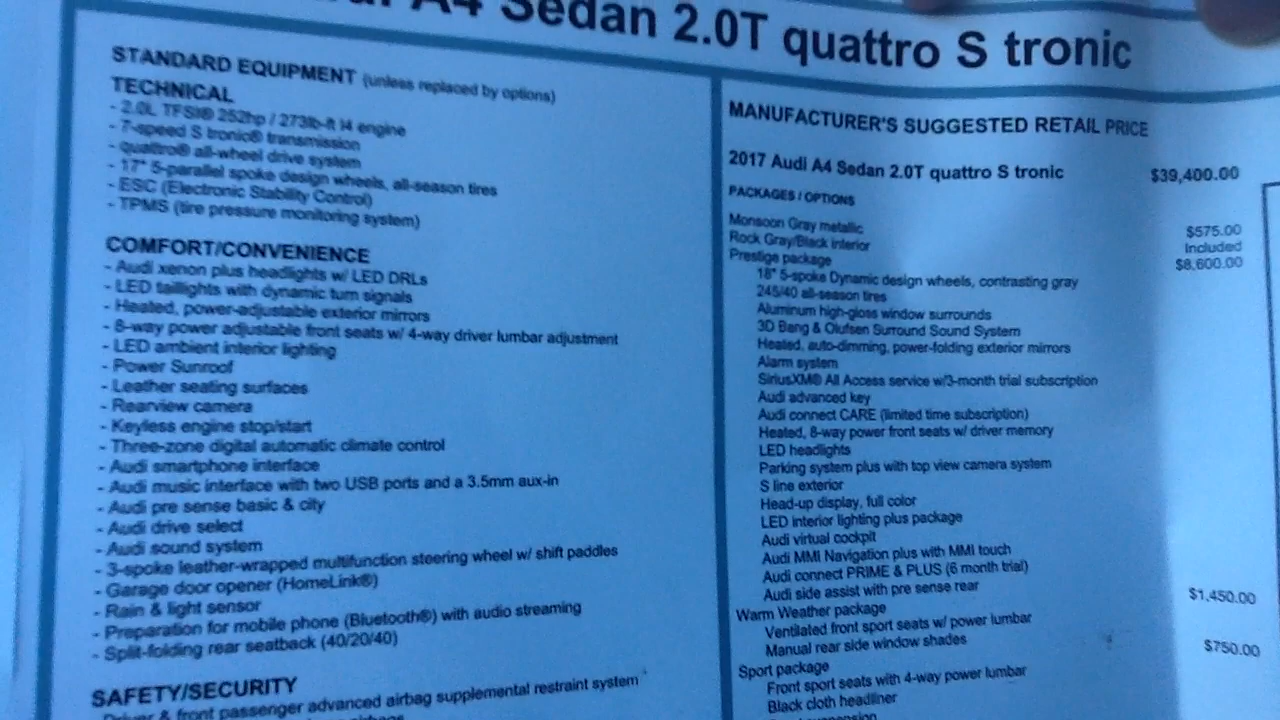 A4 Sedan 2.0T quattro S tronic
STANDARD EQUIPMENT (unless replaced by options)
TECHNICAL
- 2.0L TFSI® 252hp / 273lb-ft I4 engine
- 7-speed S tronic® transmission
- quattro® all-wheel drive system
- 17" 5-parallel spoke design wheels, all-season tires
- ESC (Electronic Stability Control)
- TPMS (tire pressure monitoring system)
COMFORT/CONVENIENCE
- Audi xenon plus headlights w/ LED DRLs
- LED taillights with dynamic turn signals
- Heated, power-adjustable exterior mirrors
- 8-way power adjustable front seats w/ 4-way driver lumbar adjustment
- LED ambient interior lighting
- Power Sunroof
- Leather seating surfaces
- Rearview camera
- Keyless engine stop/start
- Three-zone digital automatic climate control
- Audi smartphone interface
- Audi music interface with two USB ports and a 3.5mm aux-in
- Audi pre sense basic & city
- Audi drive select
- Audi sound system
- 3-spoke leather-wrapped multifunction steering wheel w/ shift paddles
- Garage door opener (HomeLink®)
- Rain & light sensor
- Preparation for mobile phone (Bluetooth®) with audio streaming
- Split-folding rear seatback (40/20/40)
SAFETY/SECURITY
- Driver & front passenger advanced airbag supplemental restraint system
airbags
MANUFACTURER'S SUGGESTED RETAIL PRICE
2017 Audi A4 Sedan 2.0T quattro S tronic $39,400.00
PACKAGES / OPTIONS
Monsoon Gray metallic $575.00
Rock Gray/Black interior Included
Prestige package $8,600.00
18" 5-spoke Dynamic design wheels, contrasting gray
245/40 all-season tires
Aluminum high-gloss window surrounds
3D Bang & Olufsen Surround Sound System
Heated, auto-dimming, power-folding exterior mirrors
Alarm system
SiriusXM® All Access service w/3-month trial subscription
Audi advanced key
Audi connect CARE (limited time subscription)
Heated, 8-way power front seats w/ driver memory
LED headlights
Parking system plus with top view camera system
S line exterior
Head-up display, full color
LED interior lighting plus package
Audi virtual cockpit
Audi MMI Navigation plus with MMI touch
Audi connect PRIME & PLUS (6 month trial)
Audi side assist with pre sense rear
Warm Weather package $1,450.00
Ventilated front sport seats w/ power lumbar
Manual rear side window shades
Sport package $750.00
Front sport seats with 4-way power lumbar
Black cloth headliner
suspension